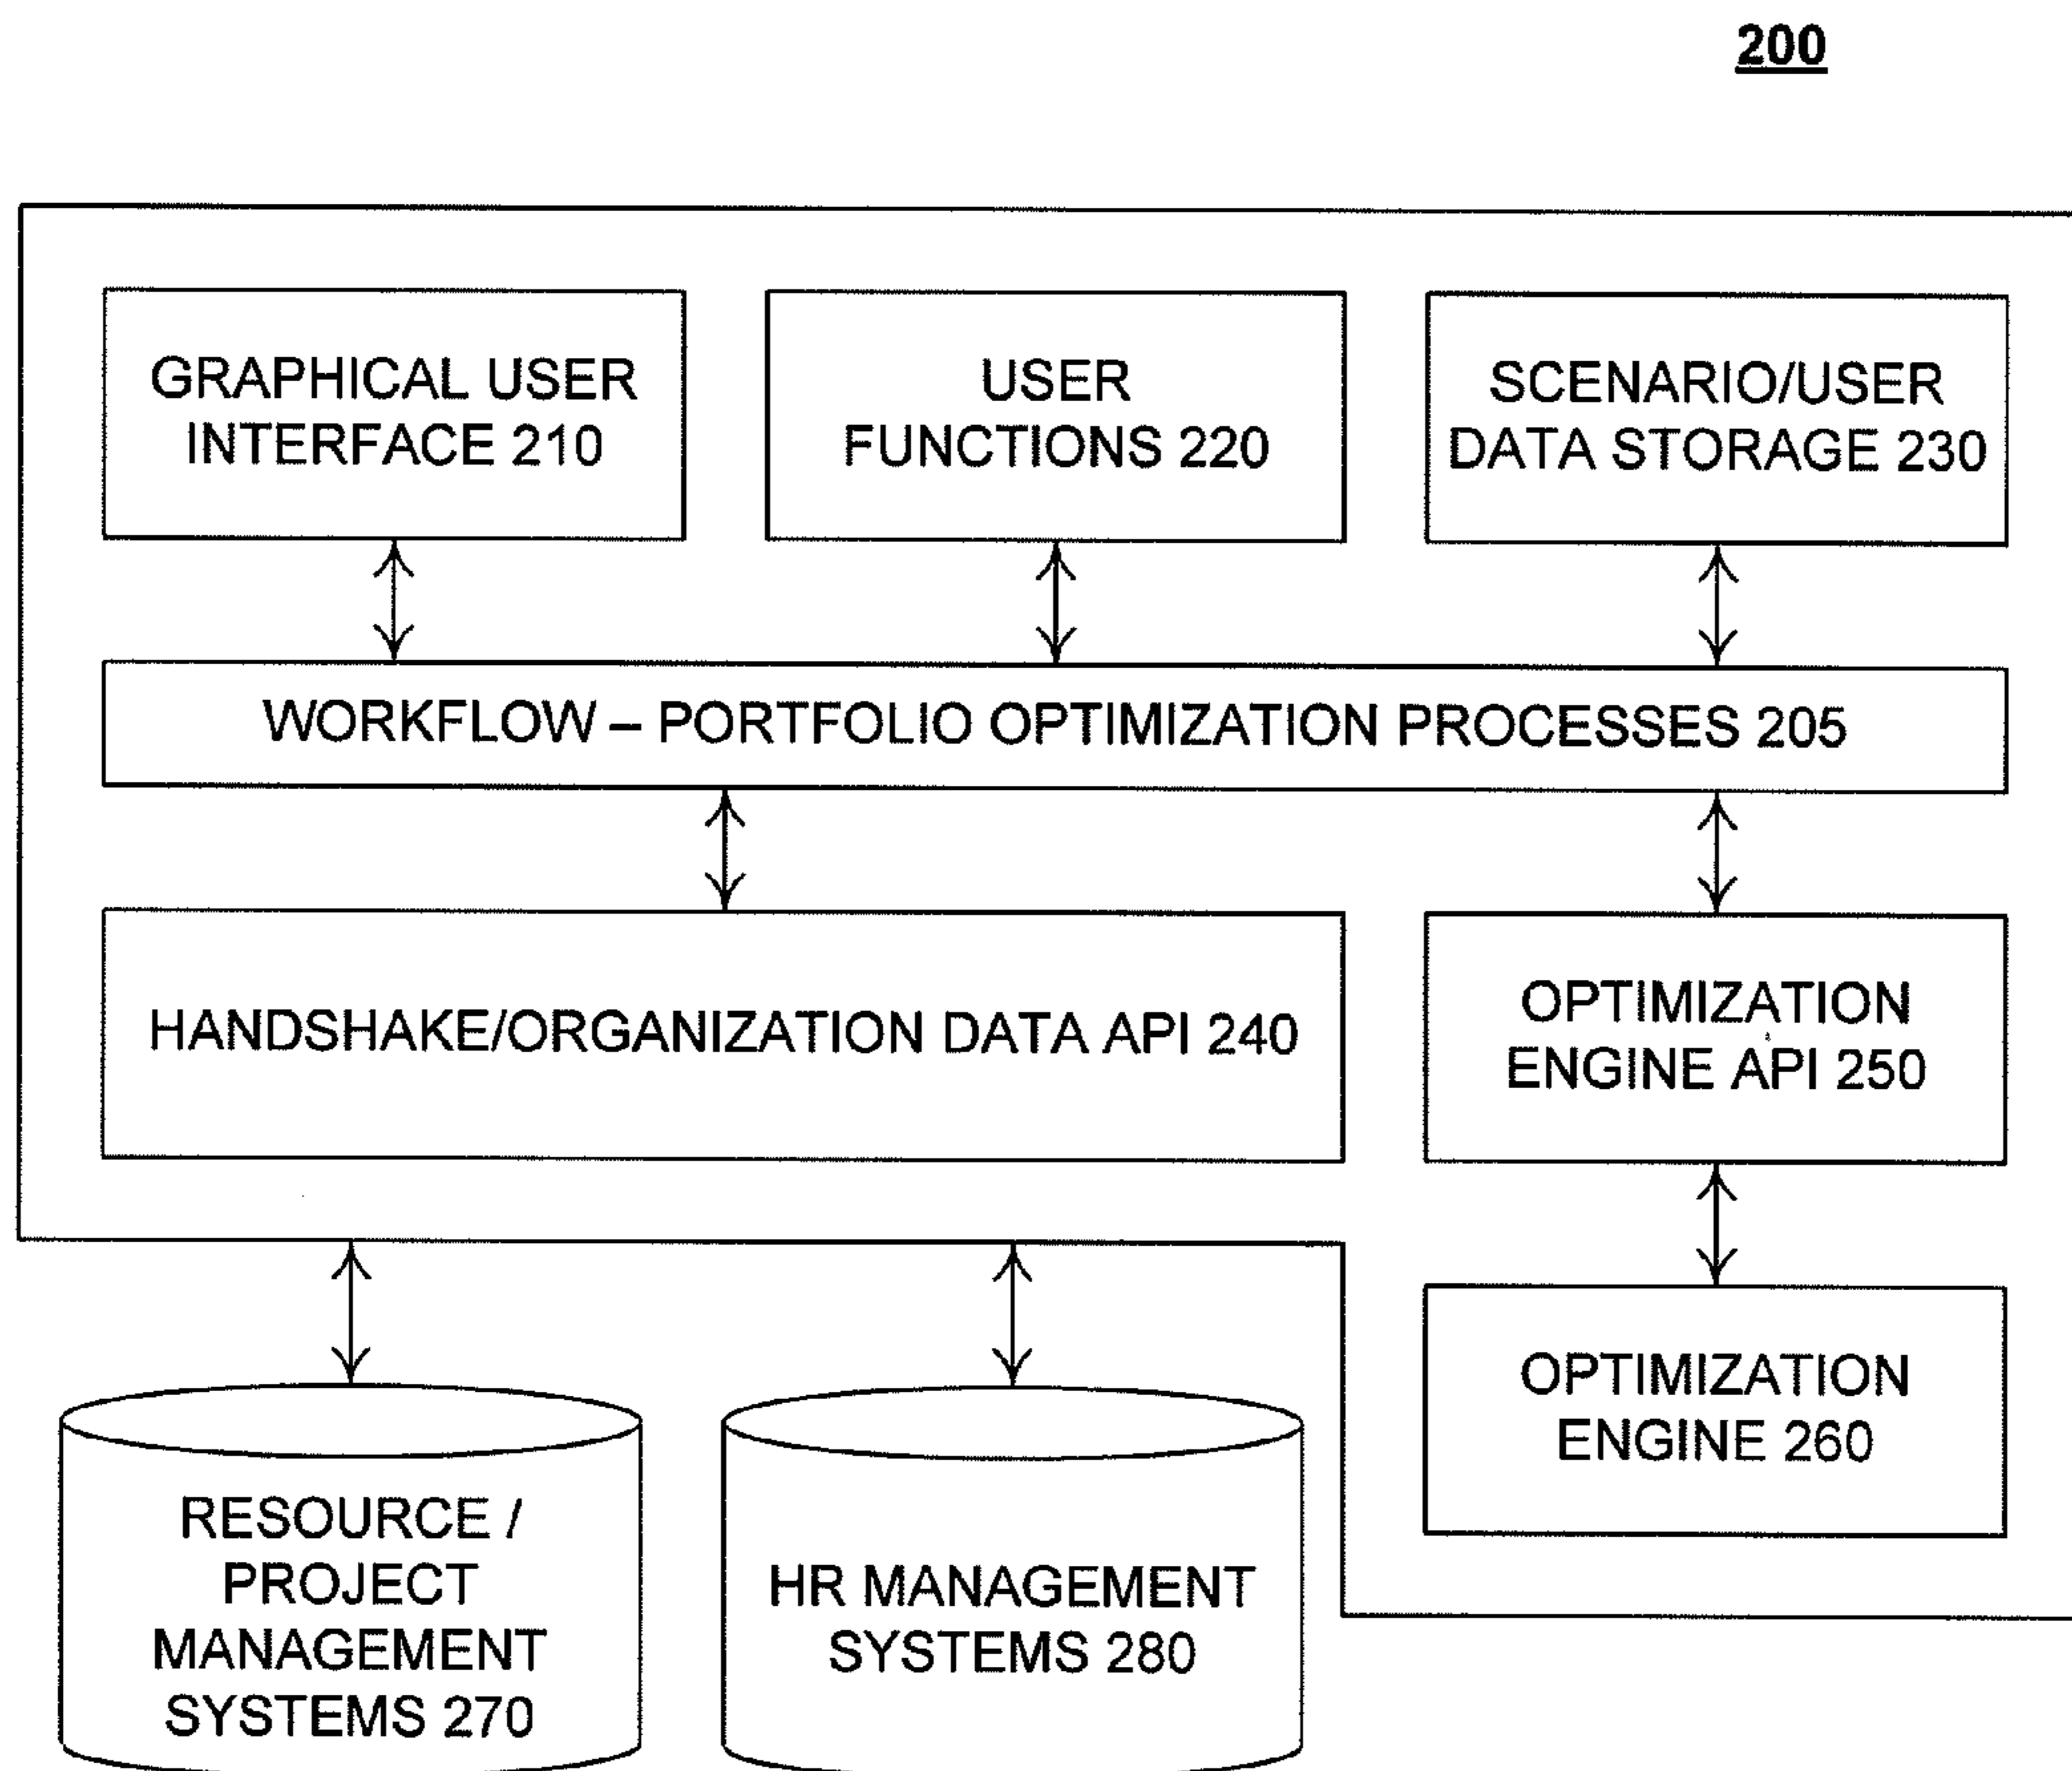 200
GRAPHICAL USER
INTERFACE 210
USER
FUNCTIONS 220
SCENARIO/USER
DATA STORAGE 230
WORKFLOW – PORTFOLIO OPTIMIZATION PROCESSES 205
HANDSHAKE/ORGANIZATION DATA API 240
OPTIMIZATION
ENGINE API 250
OPTIMIZATION
ENGINE 260
RESOURCE /
PROJECT
MANAGEMENT
SYSTEMS 270
HR MANAGEMENT
SYSTEMS 280